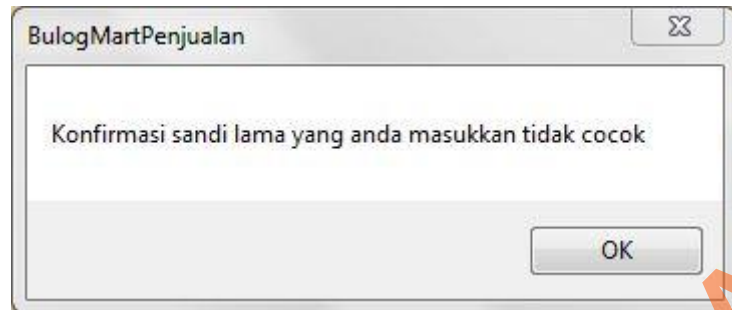 BulogMartPenjualan
Konfirmasi sandi lama yang anda masukkan tidak cocok
OK